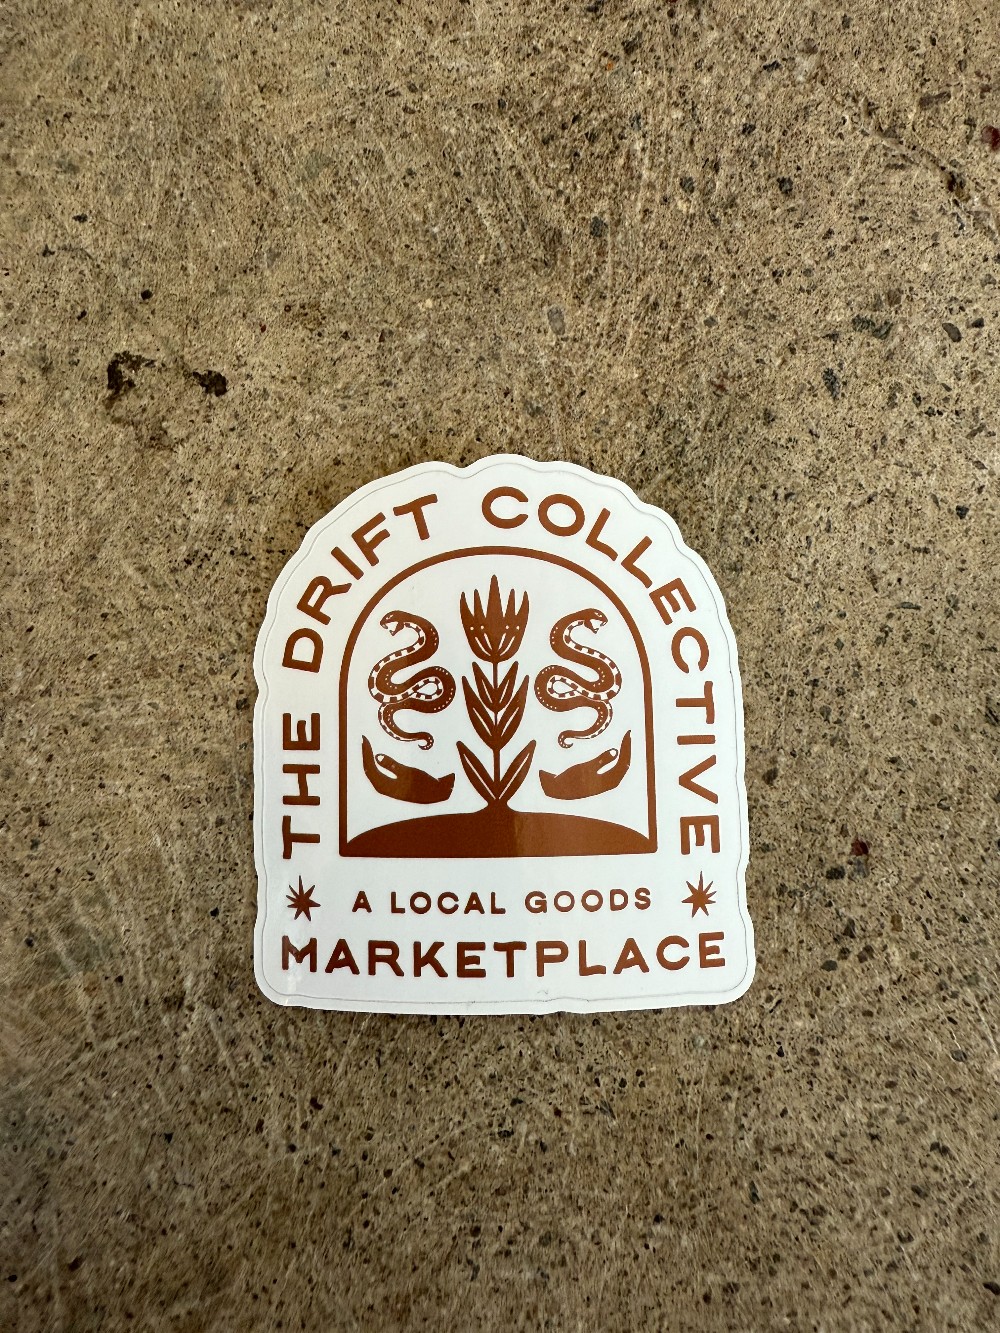 THE DRIFT COLLECTIVE
A LOCAL GOODS
MARKETPLACE